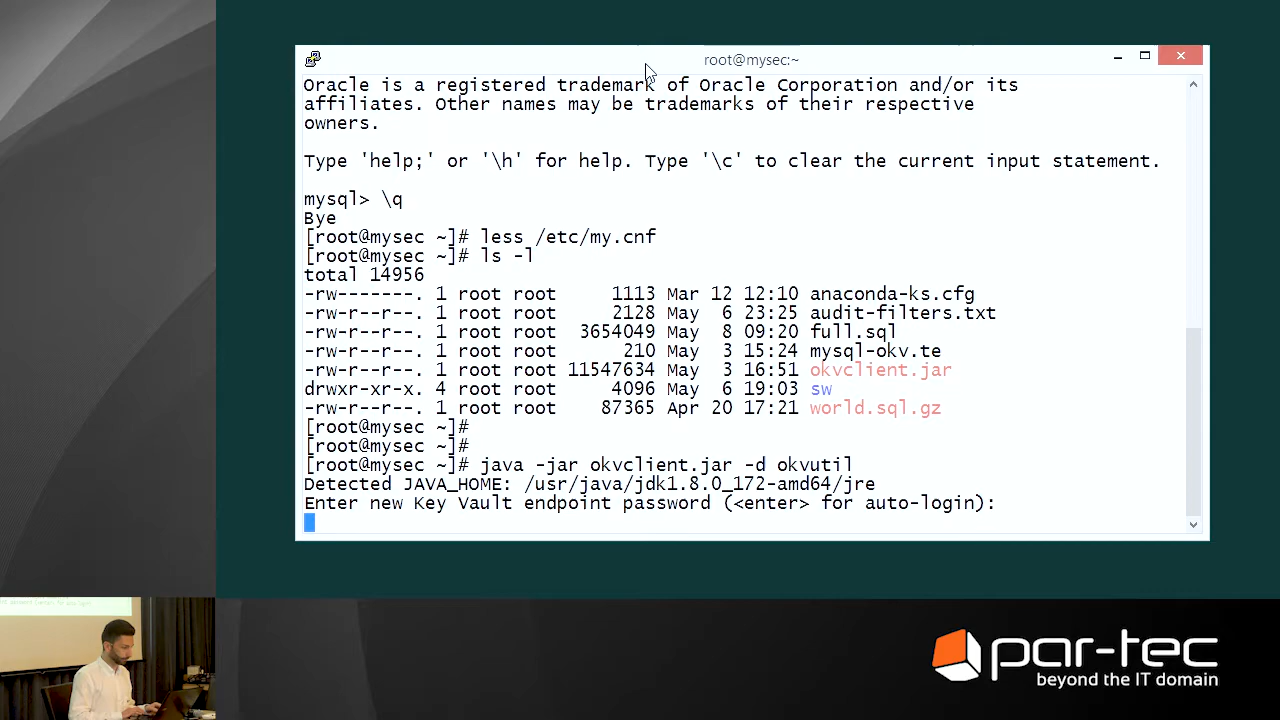 root@mysec:~
Oracle is a registered trademark of Oracle Corporation and/or its
affiliates. Other names may be trademarks of their respective
owners.
Type 'help;' or '\h' for help. Type '\c' to clear the current input statement.
mysql> \q
Bye
[root@mysec ~]# less /etc/my.cnf
[root@mysec ~]# ls -l
total 14956
-rw-------. 1 root root 1113 Mar 12 12:10 anaconda-ks.cfg
-rw-r--r--. 1 root root 2128 May 6 23:25 audit-filters.txt
-rw-r--r--. 1 root root 3654049 May 8 09:20 full.sql
-rw-r--r--. 1 root root 210 May 3 15:24 mysql-okv.te
-rw-r--r--. 1 root root 11547634 May 3 16:51 okvclient.jar
drwxr-xr-x. 4 root root 4096 May 6 19:03 sw
-rw-r--r--. 1 root root 87365 Apr 20 17:21 world.sql.gz
[root@mysec ~]#
[root@mysec ~]#
[root@mysec ~]# java -jar okvclient.jar -d okvutil
Detected JAVA_HOME: /usr/java/jdk1.8.0_172-amd64/jre
Enter new Key Vault endpoint password (<enter> for auto-login):
par-tec
beyond the IT domain